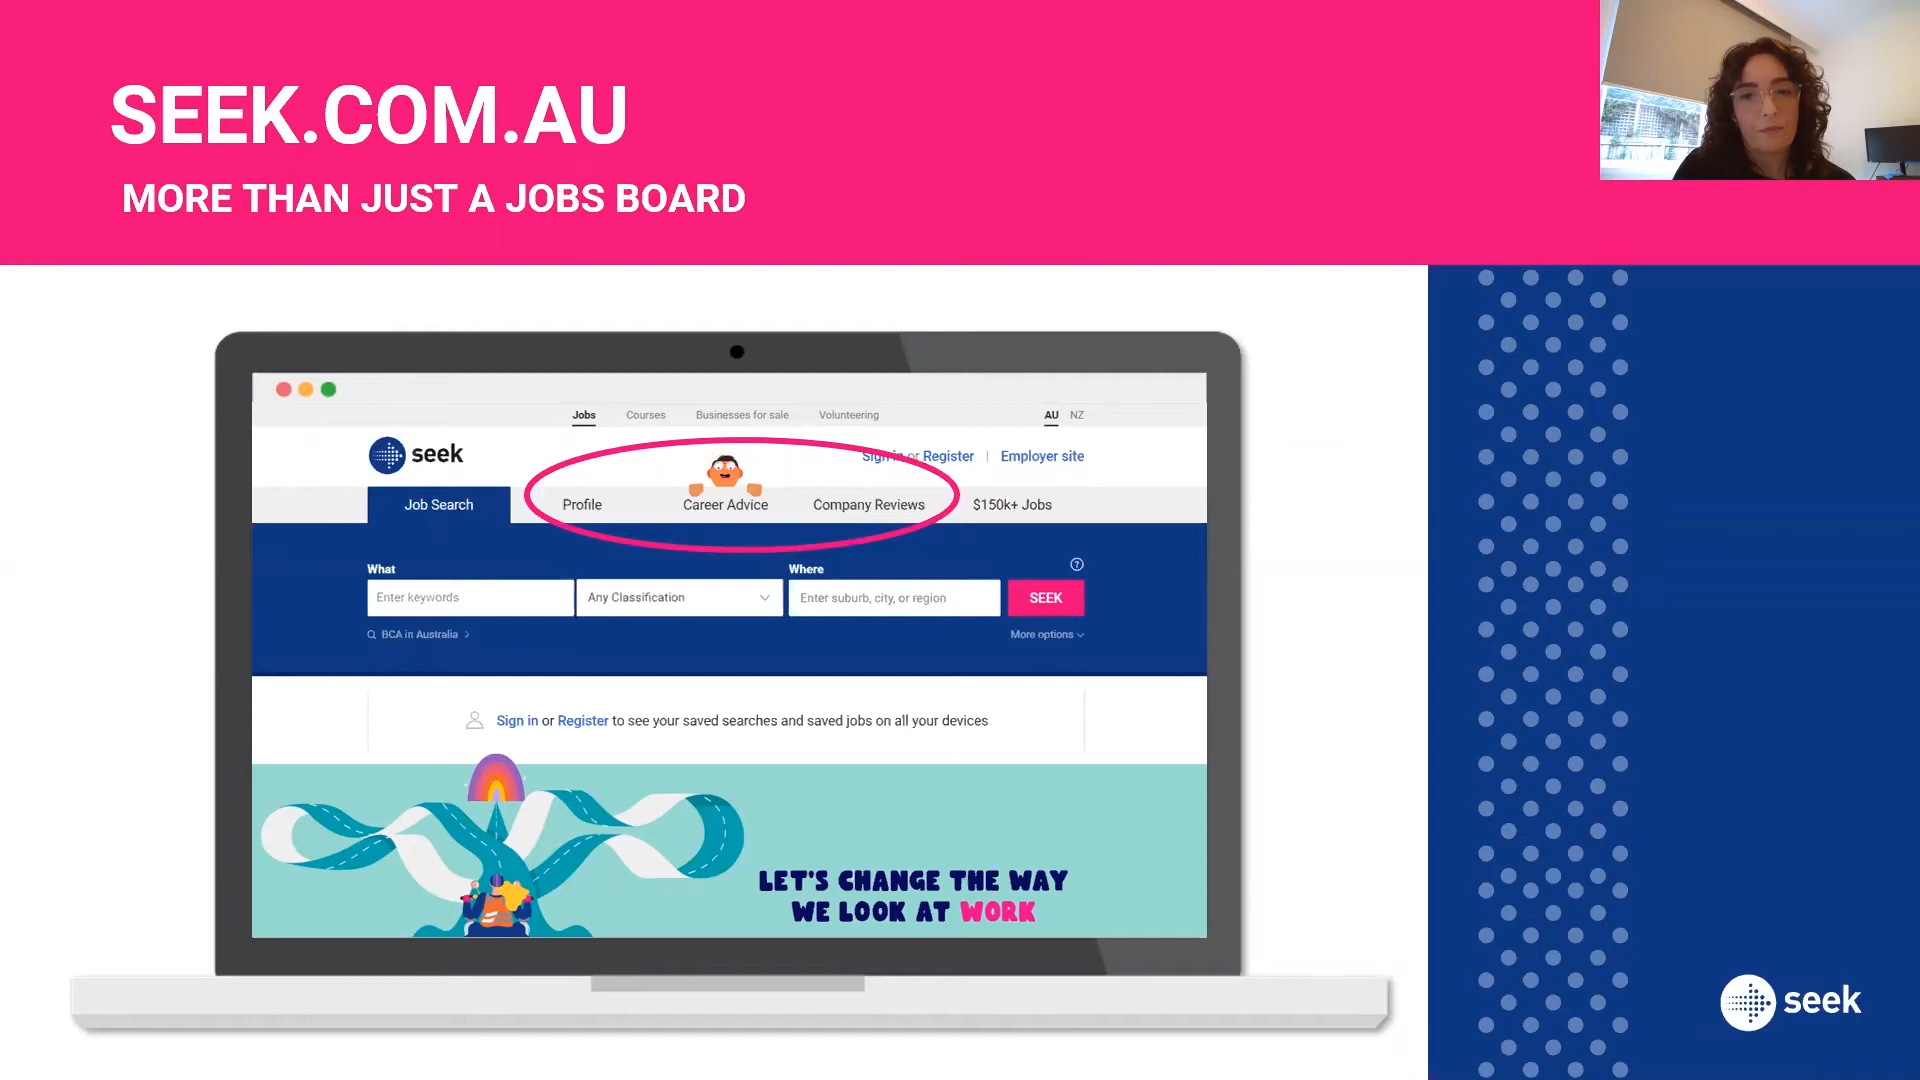 SEEK.COM.AU
MORE THAN JUST A JOBS BOARD
Jobs Courses Businesses for sale Volunteering AU NZ
seek
Sign in or Register | Employer site
Job Search Profile Career Advice Company Reviews $150k+ Jobs
What Where
Enter keywords Any Classification Enter suburb, city, or region SEEK
BCA in Australia More options
Sign in or Register to see your saved searches and saved jobs on all your devices
LET'S CHANGE THE WAY
WE LOOK AT WORK
seek